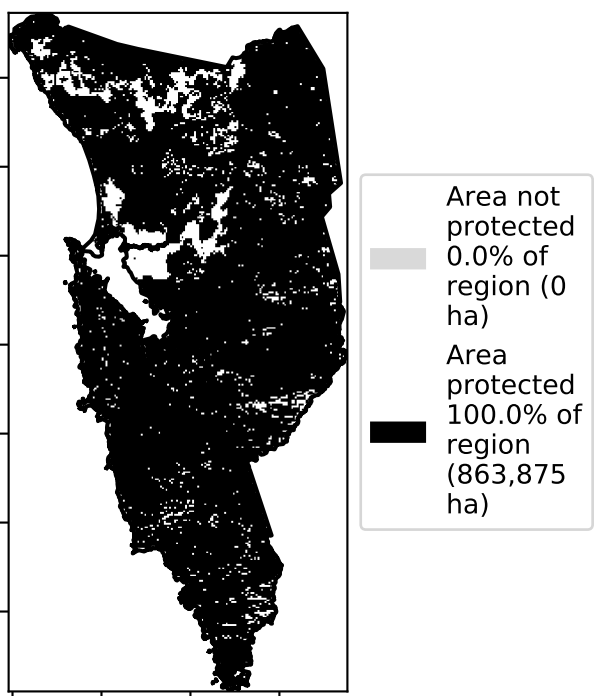 Area not
protected
0.0% of
region (0
ha)
Area
protected
100.0% of
region
(863,875
ha)